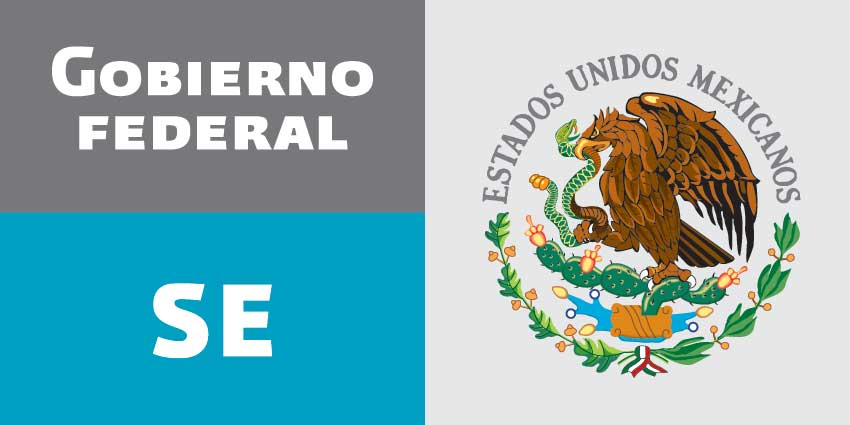 GOBIERNO
FEDERAL
SE
ESTADOS UNIDOS MEXICANOS